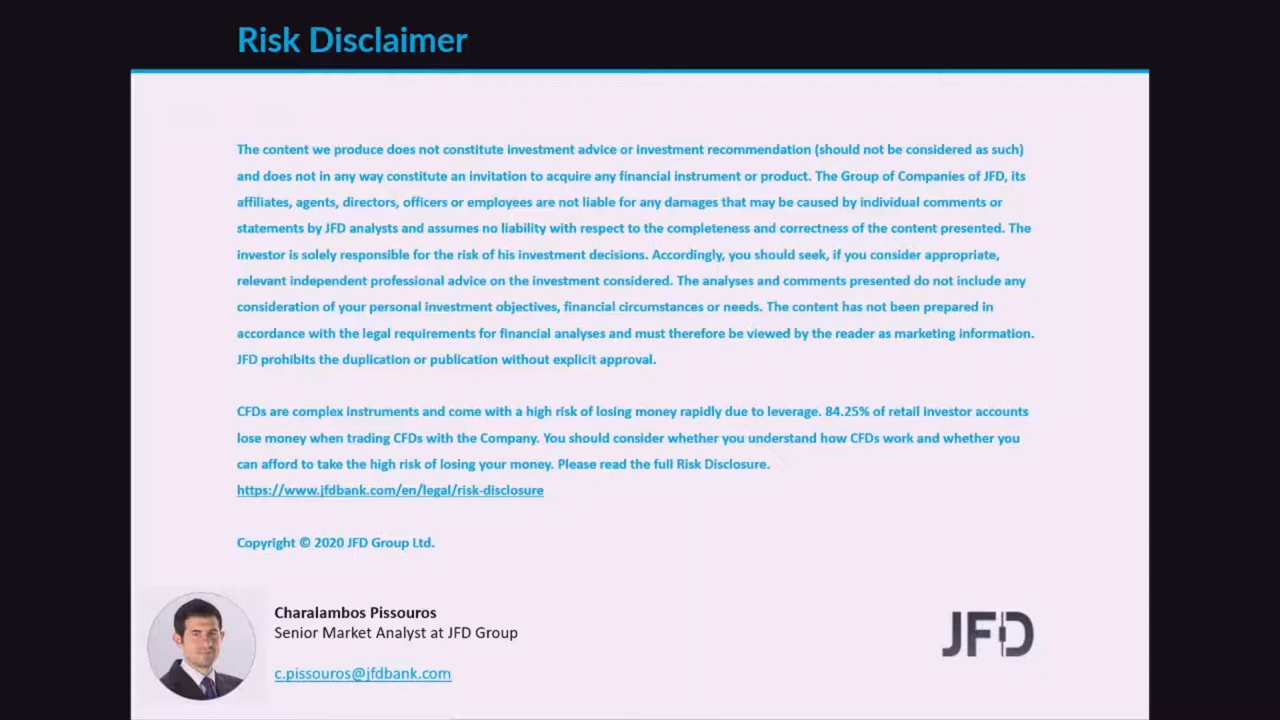 Risk Disclaimer
The content we produce does not constitute investment advice or investment recommendation (should not be considered as such)
and does not in any way constitute an invitation to acquire any financial instrument or product. The Group of Companies of JFD, its
affiliates, agents, directors, officers or employees are not liable for any damages that may be caused by individual comments or
statements by JFD analysts and assumes no liability with respect to the completeness and correctness of the content presented. The
investor is solely responsible for the risk of his investment decisions. Accordingly, you should seek, if you consider appropriate,
relevant independent professional advice on the investment considered. The analyses and comments presented do not include any
consideration of your personal investment objectives, financial circumstances or needs. The content has not been prepared in
accordance with the legal requirements for financial analyses and must therefore be viewed by the reader as marketing information.
JFD prohibits the duplication or publication without explicit approval.
CFDs are complex instruments and come with a high risk of losing money rapidly due to leverage. 84.25% of retail investor accounts
lose money when trading CFDs with the Company. You should consider whether you understand how CFDs work and whether you
can afford to take the high risk of losing your money. Please read the full Risk Disclosure.
https://www.jfdbank.com/en/legal/risk-disclosure
Copyright © 2020 JFD Group Ltd.
Charalambos Pissouros
Senior Market Analyst at JFD Group
c.pissouros@jfdbank.com
JFD